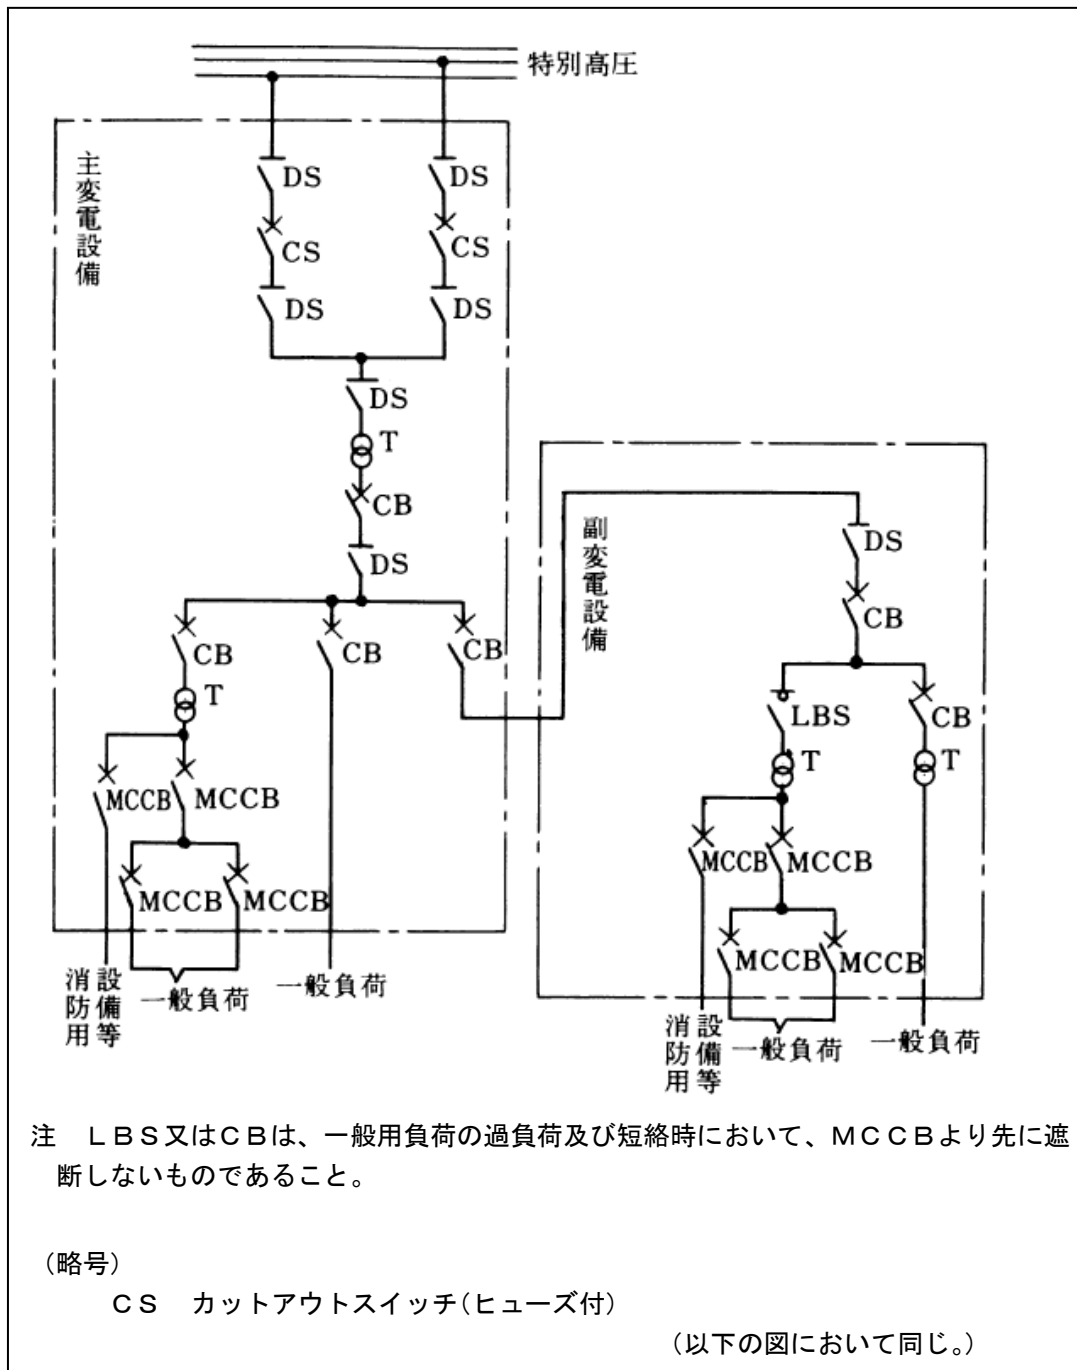 特別高圧
主変電設備
DS
DS
CS
CS
DS
DS
DS
T
CB
DS
CB
CB
CB
T
MCCB
MCCB
MCCB
MCCB
消防用
設備等
一般負荷
一般負荷
副変電設備
DS
CB
LBS
CB
T
T
MCCB
MCCB
MCCB
MCCB
消防用
設備等
一般負荷
一般負荷
注　ＬＢＳ又はＣＢは、一般用負荷の過負荷及び短絡時において、ＭＣＣＢより先に遮
断しないものであること。
（略号）
ＣＳ　カットアウトスイッチ（ヒューズ付）
（以下の図において同じ。）